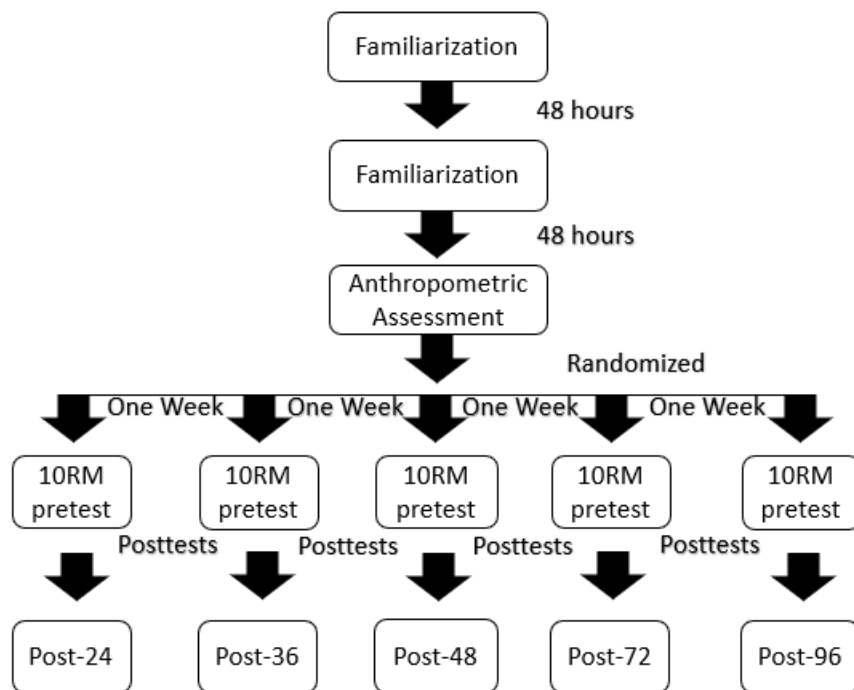 Familiarization
48 hours
Familiarization
48 hours
Anthropometric
Assessment
Randomized
One Week One Week One Week One Week
10RM 10RM 10RM 10RM 10RM
pretest pretest pretest pretest pretest
Posttests Posttests Posttests Posttests
Post-24 Post-36 Post-48 Post-72 Post-96